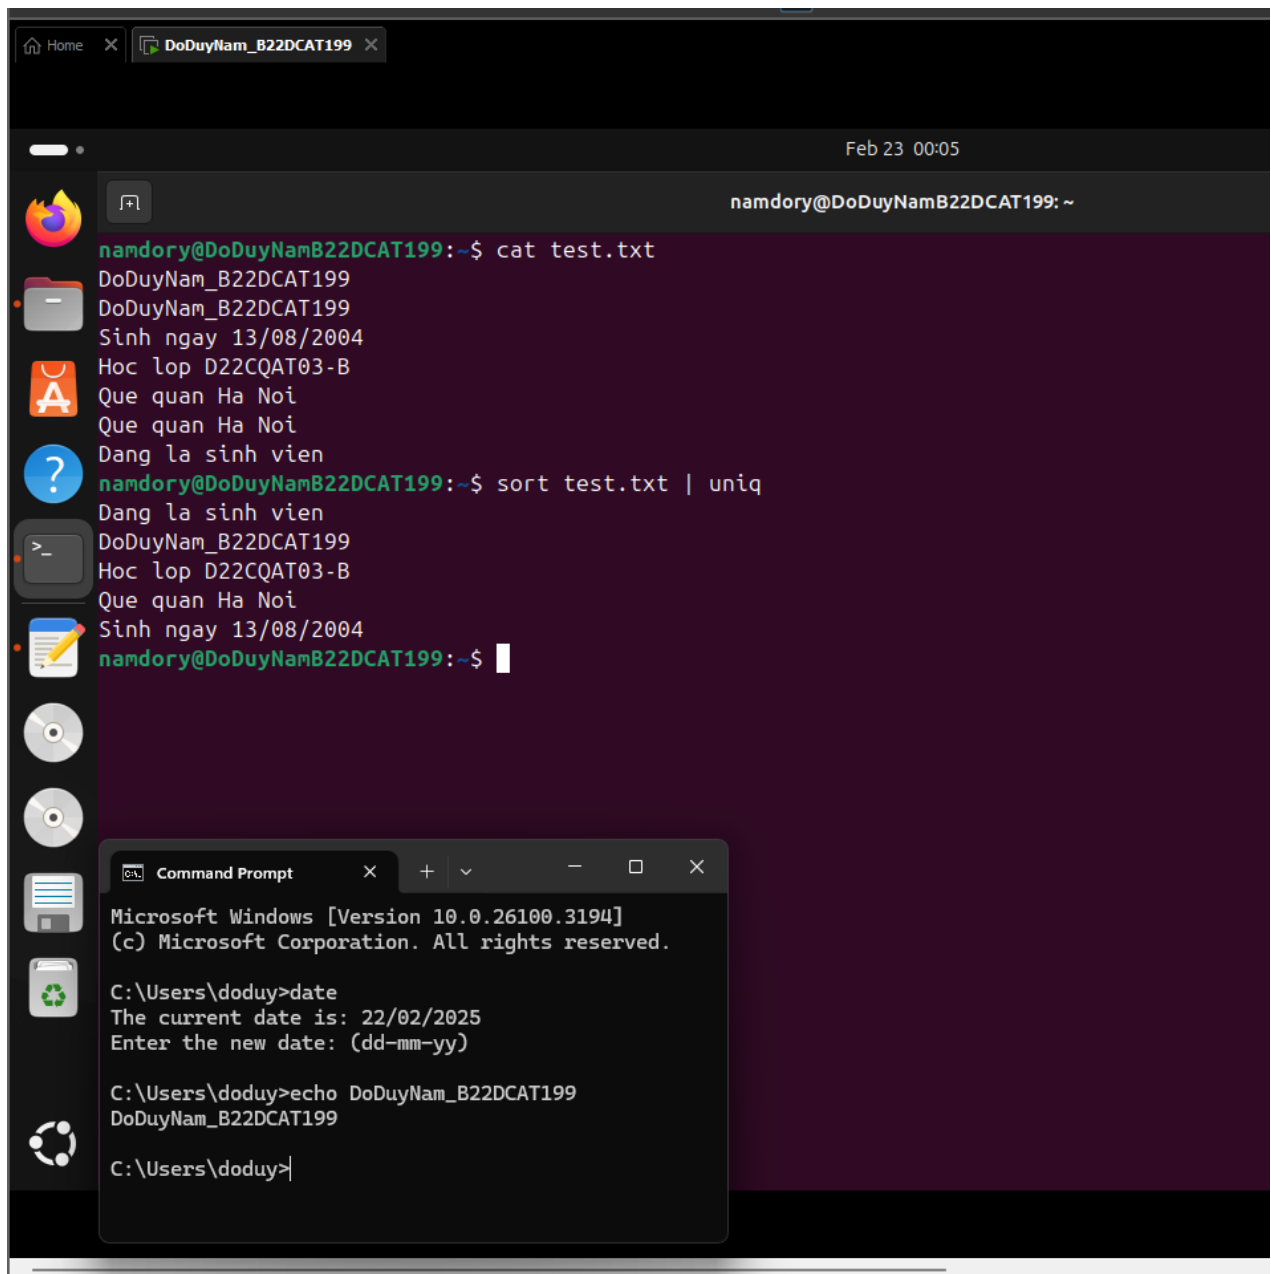 Home
DoDuyNam_B22DCAT199
Feb 23 00:05
namdory@DoDuyNamB22DCAT199: ~
namdory@DoDuyNamB22DCAT199:~$ cat test.txt
DoDuyNam_B22DCAT199
DoDuyNam_B22DCAT199
Sinh ngay 13/08/2004
Hoc lop D22CQAT03-B
Que quan Ha Noi
Que quan Ha Noi
Dang la sinh vien
namdory@DoDuyNamB22DCAT199:~$ sort test.txt | uniq
Dang la sinh vien
DoDuyNam_B22DCAT199
Hoc lop D22CQAT03-B
Que quan Ha Noi
Sinh ngay 13/08/2004
namdory@DoDuyNamB22DCAT199:~$
Command Prompt
Microsoft Windows [Version 10.0.26100.3194]
(c) Microsoft Corporation. All rights reserved.
C:\Users\doduy>date
The current date is: 22/02/2025
Enter the new date: (dd-mm-yy)
C:\Users\doduy>echo DoDuyNam_B22DCAT199
DoDuyNam_B22DCAT199
C:\Users\doduy>